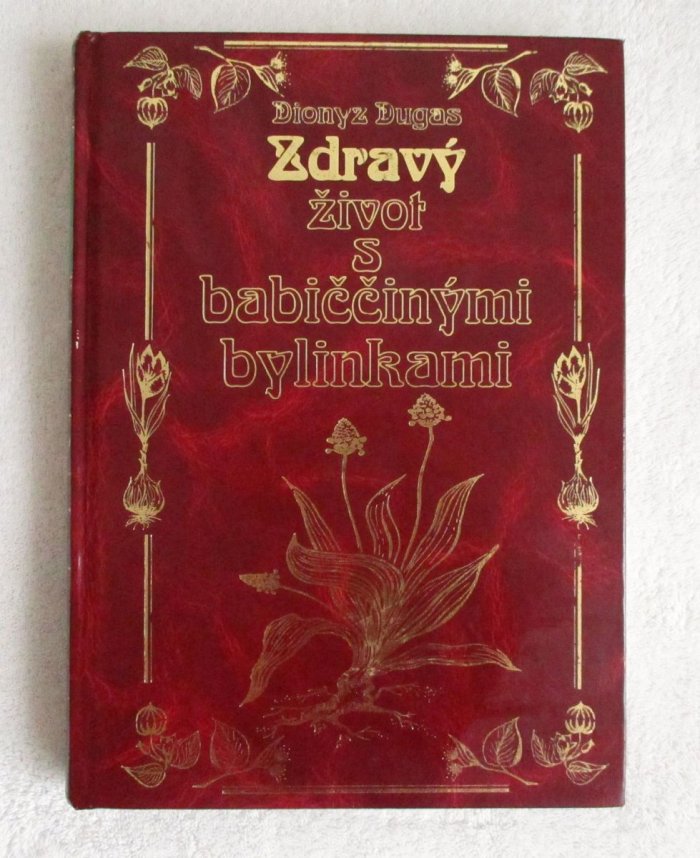 Dionyz Dugas
Zdravý
život
s
babiččinými
bylinkami